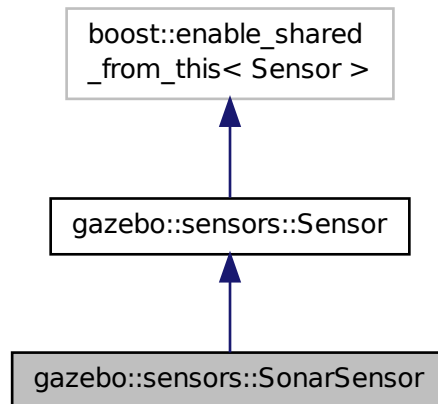 boost::enable_shared
_from_this< Sensor >
gazebo::sensors::Sensor
gazebo::sensors::SonarSensor